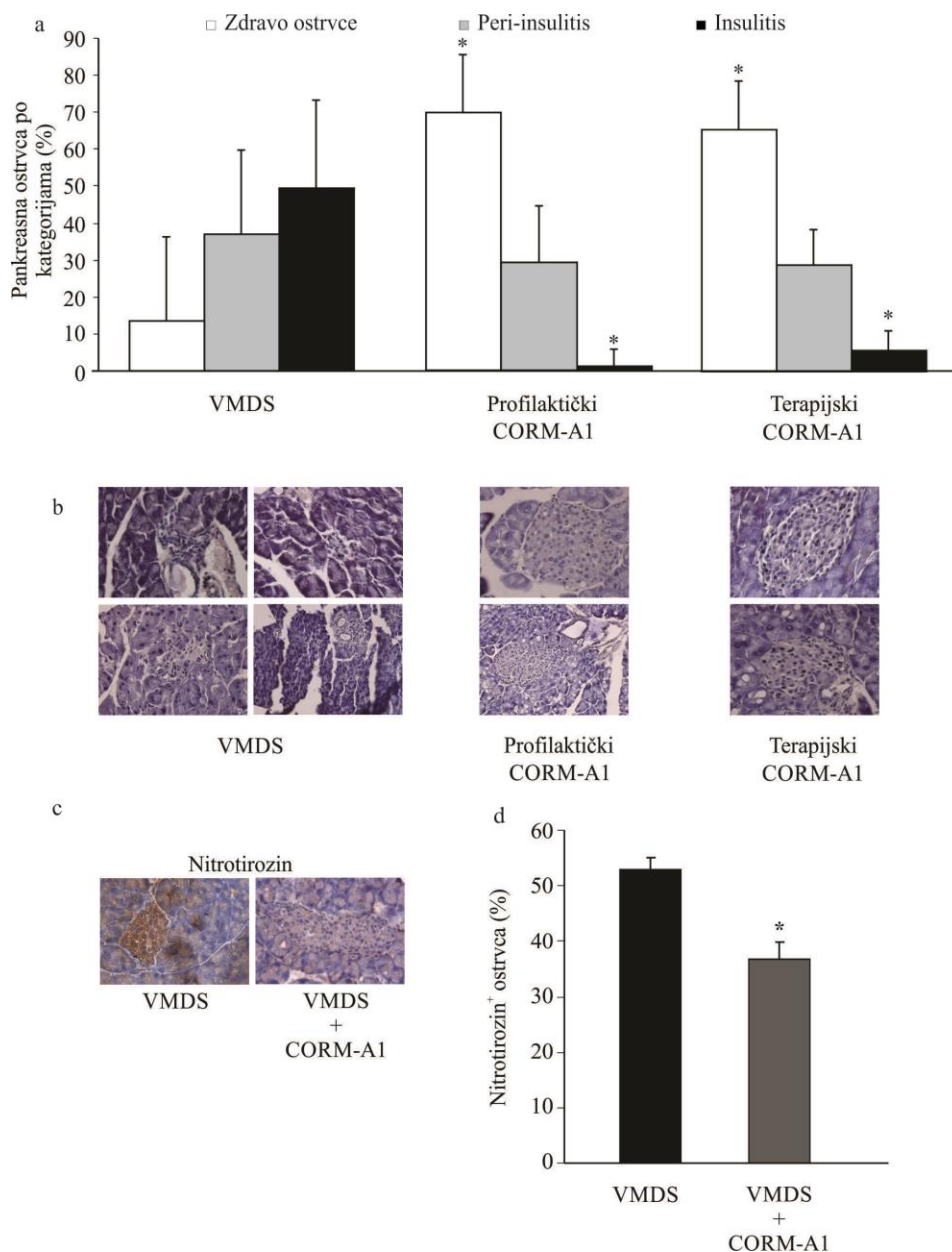 a
Zdravo ostrvce Peri-insulitis Insulitis
Pankreasna ostrvca po
kategorijama (%)
90
80
70
60
50
40
30
20
10
0
* * * *
VMDS
Profilaktički
CORM-A1
Terapijski
CORM-A1
b
VMDS
Profilaktički
CORM-A1
Terapijski
CORM-A1
c
Nitrotirozin
VMDS
VMDS
+
CORM-A1
d
Nitrotirozin⁺ ostrvca (%)
60
50
40
30
20
10
0
*
VMDS
VMDS
+
CORM-A1